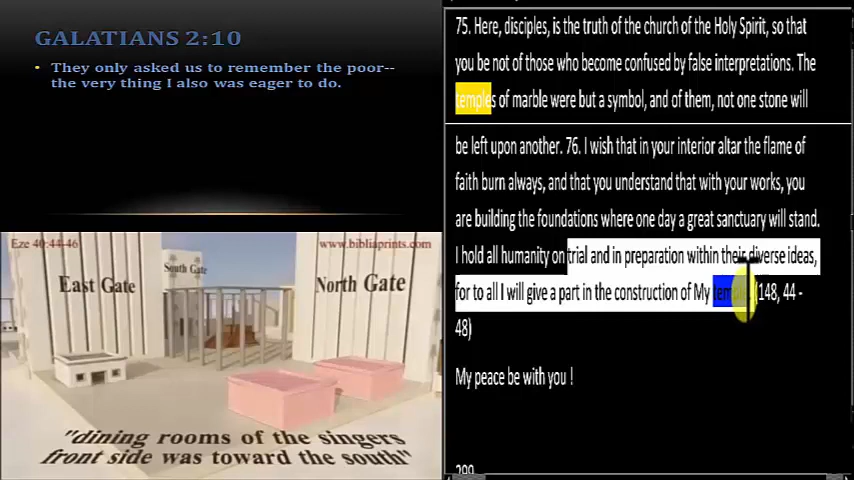 GALATIANS 2:10
• They only asked us to remember the poor--
the very thing I also was eager to do.
Eze 40:44-46
www.bibliaprints.com
South Gate
East Gate
North Gate
"dining rooms of the singers
front side was toward the south"
75. Here, disciples, is the truth of the church of the Holy Spirit, so that
you be not of those who become confused by false interpretations. The
temples of marble were but a symbol, and of them, not one stone will
be left upon another. 76. I wish that in your interior altar the flame of
faith burn always, and that you understand that with your works, you
are building the foundations where one day a great sanctuary will stand.
I hold all humanity on trial and in preparation within their diverse ideas,
for to all I will give a part in the construction of My (148, 44 -
48)
My peace be with you !